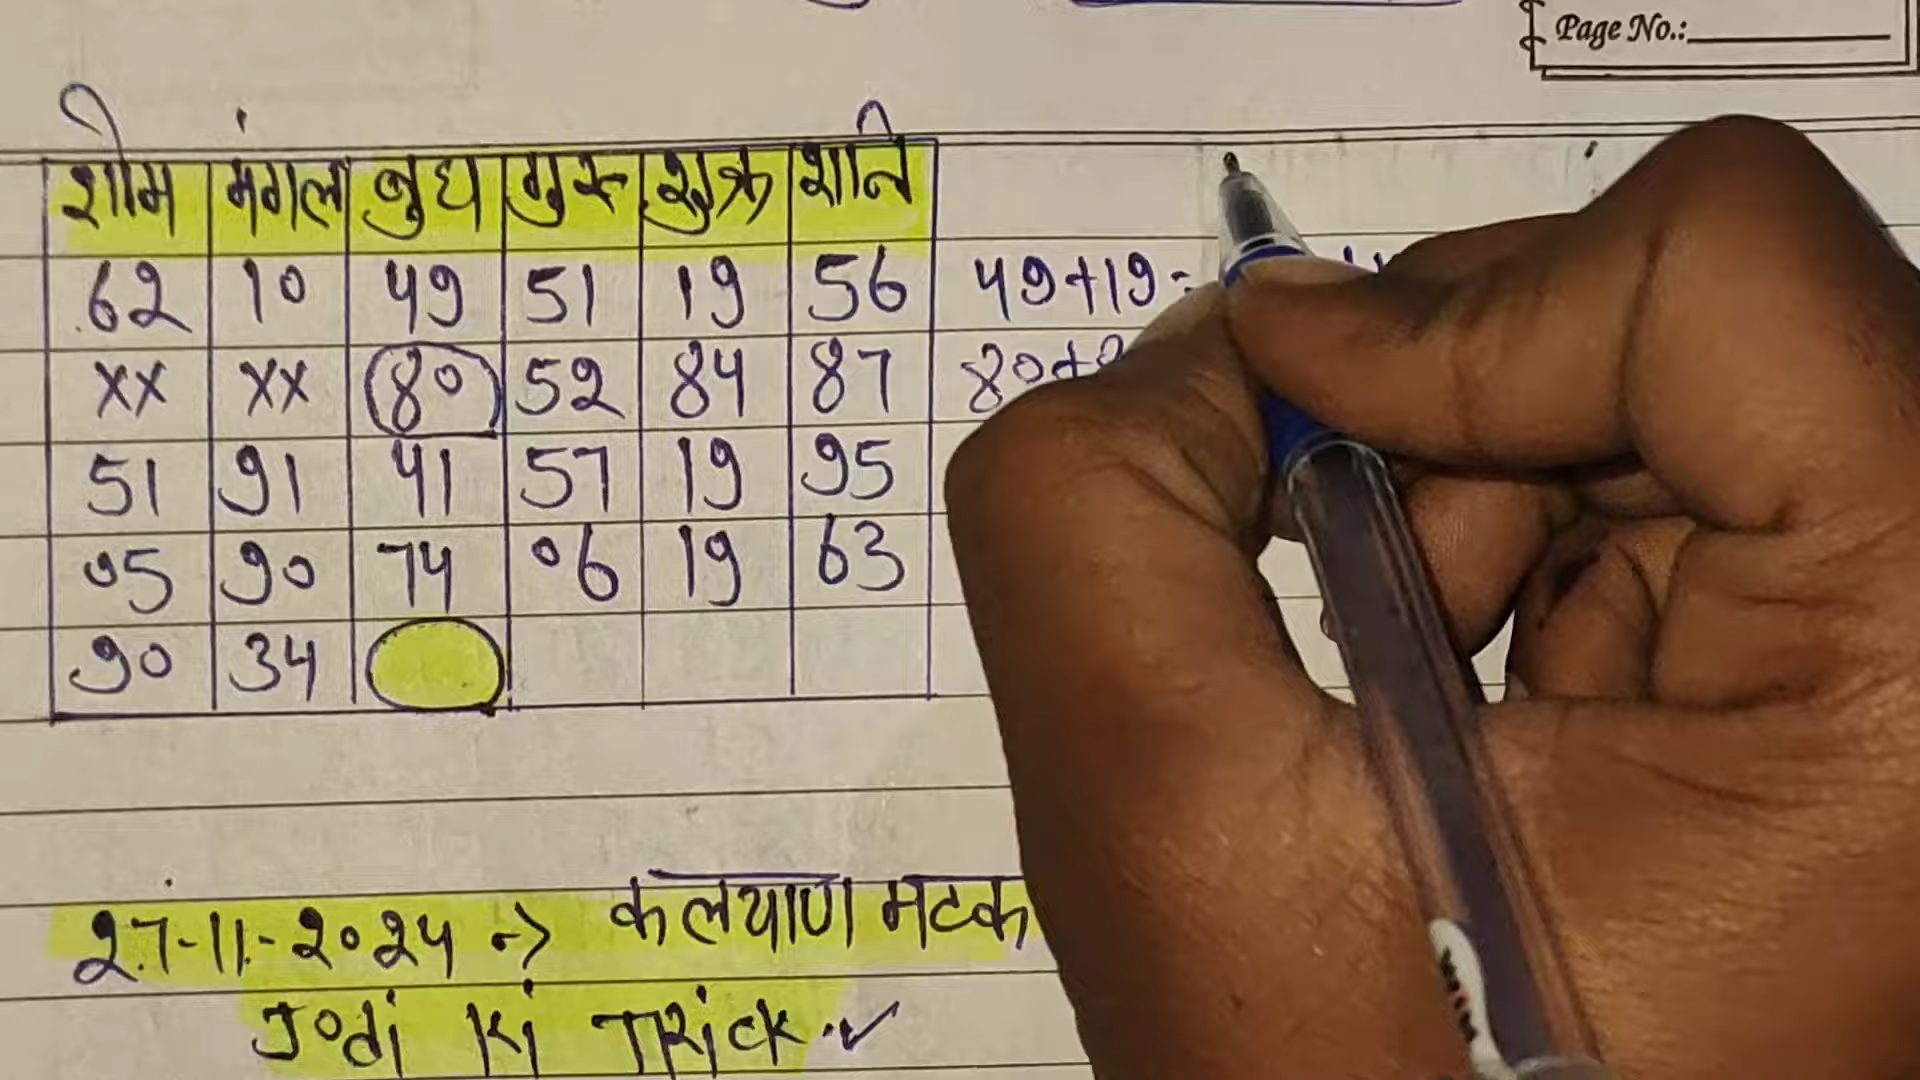 Page No.:
शोम मंगल बुध गुरू शुक्र शनि
62 10 49 51 19 56 49+19=
xx xx 80 52 84 87 80+
51 91 41 57 19 95
05 90 74 06 19 63
90 34
27-11-2024 -> कल्याण मटक
Jodi Ki TRick